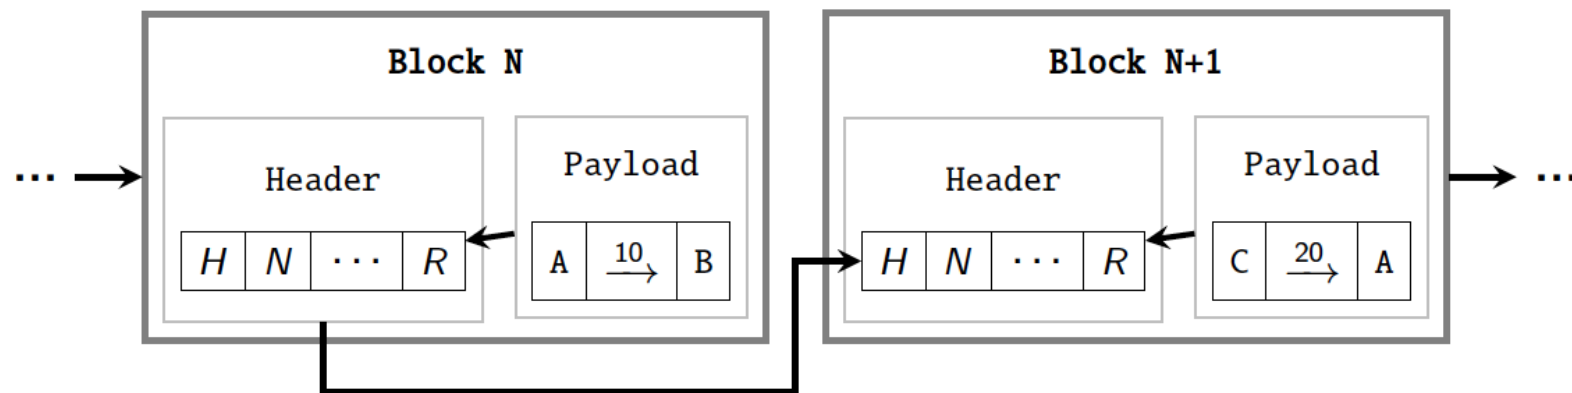 Block N
Block N+1
... Header Payload Header Payload ...
H N ... R A 10 → B H N ... R C 20 → A